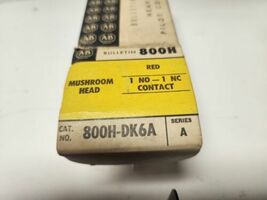 BULLETIN 800H
RED
MUSHROOM HEAD
1 NO – 1 NC
CONTACT
CAT. NO. 800H-DK6A
SERIES A